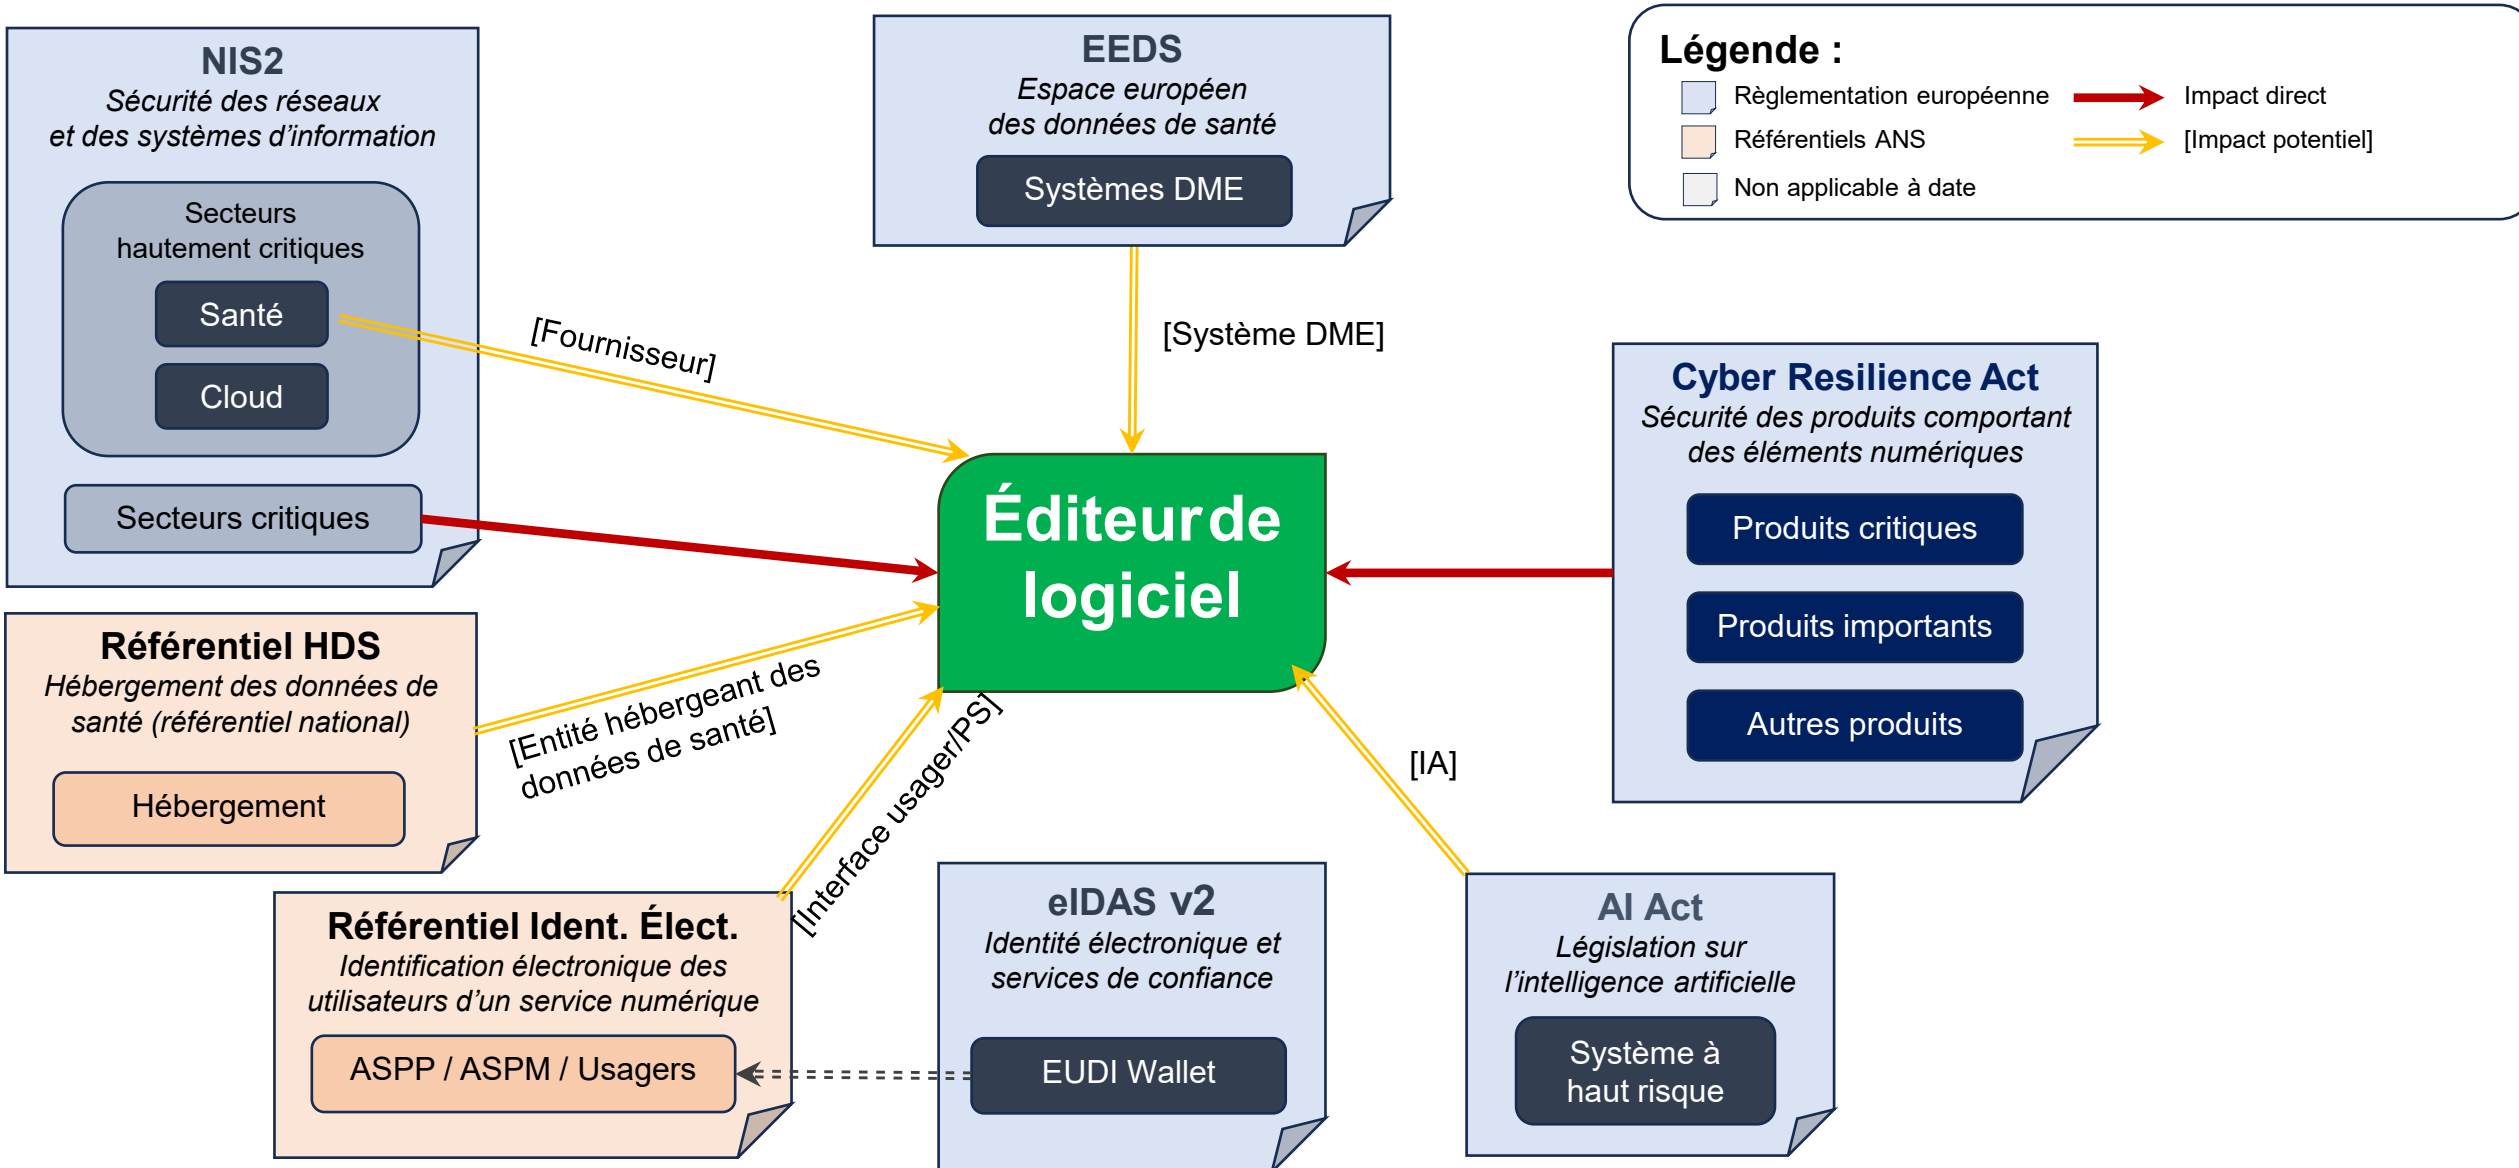 NIS2
Sécurité des réseaux
et des systèmes d’information
Secteurs
hautement critiques
Santé
Cloud
Secteurs critiques
EEDS
Espace européen
des données de santé
Systèmes DME
Légende :
Règlementation européenne
Impact direct
Référentiels ANS
[Impact potentiel]
Non applicable à date
[Fournisseur]
[Système DME]
Cyber Resilience Act
Sécurité des produits comportant
des éléments numériques
Produits critiques
Produits importants
Autres produits
Éditeur de
logiciel
Référentiel HDS
Hébergement des données de
santé (référentiel national)
Hébergement
[Entité hébergeant des
données de santé]
[Interface usager/PS]
[IA]
Référentiel Ident. Élect.
Identification électronique des
utilisateurs d’un service numérique
ASPP / ASPM / Usagers
eIDAS v2
Identité électronique et
services de confiance
EUDI Wallet
AI Act
Législation sur
l’intelligence artificielle
Système à
haut risque